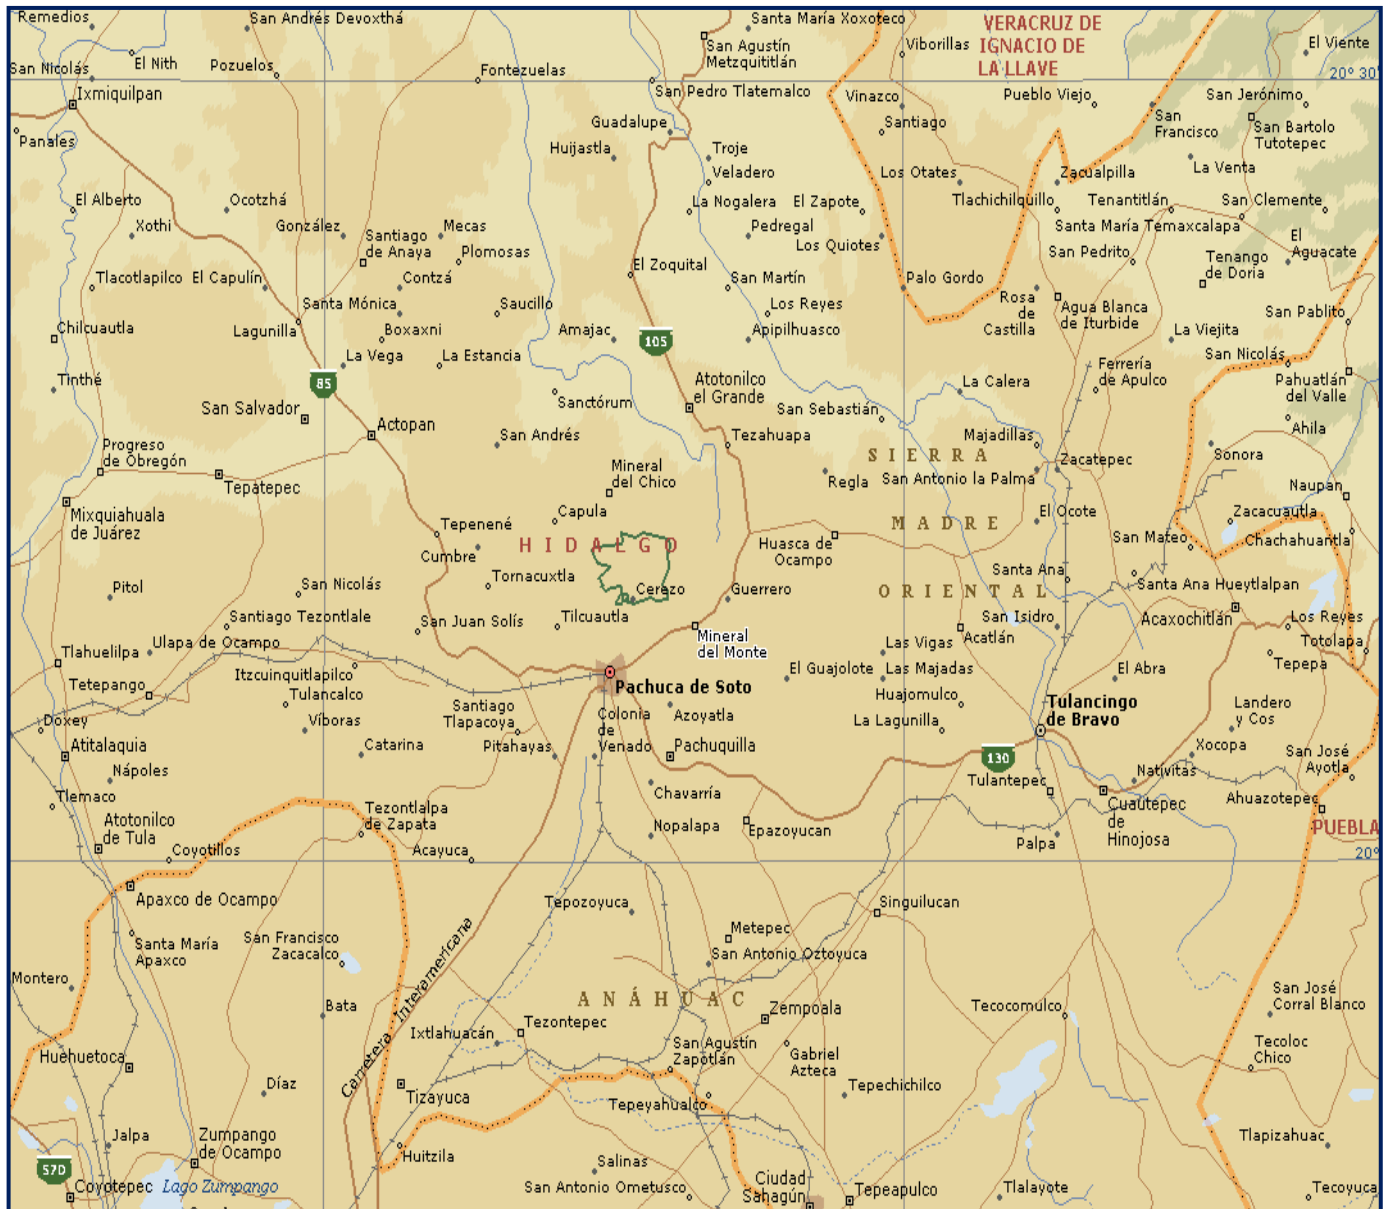 Remedios
San Andrés Devoxthá
Santa María Xoxoteco
VERACRUZ DE
IGNACIO DE
LA LLAVE
Viborillas
El Viente
San Agustín
Metzquititlán
San Nicolás
El Nith
Pozuelos
Fontezuelas
20° 30'
Ixmiquilpan
San Pedro Tlatemalco
Vinazco
Pueblo Viejo
San Jerónimo
Panales
Guadalupe
Santiago
San
Francisco
San Bartolo
Tutotepec
Huijastla
Troje
Veladero
Los Otates
Zacualpilla
La Venta
El Alberto
Ocotzhá
La Nogalera
El Zapote
Tlachichilquillo
Tenantitlán
San Clemente
Xothi
González
Santiago
de Anaya
Mecas
Plomosas
Pedregal
Los Quiotes
Santa María Temaxcalapa
San Pedrito
El
Aguacate
Tenango
de Doria
El Zoquital
Tlacotlapilco
El Capulín
Contzá
San Martín
Palo Gordo
Rosa
de
Castilla
Agua Blanca
de Iturbide
San Pablito
Santa Mónica
Saucillo
Los Reyes
Chilcuautla
Lagunilla
Boxaxni
Amajac
105
Apipilhuasco
La Viejita
La Vega
La Estancia
San Nicolás
Ferrería
de Apulco
Tinthé
85
Atotonilco
el Grande
La Calera
Pahuatlán
del Valle
San Salvador
Sanctórum
San Sebastián
Actopan
San Andrés
Tezahuapa
Majadillas
Ahila
Progreso
de Obregón
SIERRA
Zacatepec
Sónora
Tepatepec
Mineral
del Chico
Regla
San Antonio la Palma
Naupan
Mixquiahuala
de Juárez
Capula
MADRE
El Ocote
Zacacuautla
Tepenené
HIDALGO
Huasca de
Ocampo
San Mateo
Chachahuantla
Cumbre
Tornacuxtla
Santa Ana
Pitol
San Nicolás
Cerezo
Guerrero
ORIENTAL
Santa Ana Hueytlalpan
Santiago Tezontlale
San Juan Solís
Tilcuautla
San Isidro
Acaxochitlán
Los Reyes
Ulapa de Ocampo
Mineral
del Monte
Las Vigas
Acatlán
Totolapa
Tlahuelilpa
Itzcuinquitlapilco
El Guajolote
Las Majadas
El Abra
Tepepa
Tetepango
Tulancalco
Pachuca de Soto
Huajomulco
Tulancingo
de Bravo
Doxey
Víboras
Santiago
Tlapacoya
Colonia
de
Venado
Azoyatla
La Lagunilla
Landero
y Cos
Atitalaquia
Catarina
Pitahayas
Pachuquilla
130
Xocopa
San José
Ayotla
Nápoles
Tulantepec
Nativitas
Tlemaco
Chavarría
Cuautepec
de
Hinojosa
Ahuazotepec
Atotonilco
de Tula
Tezontlalpa
de Zapata
Nopalapa
Epazoyucan
PUEBLA
Coyotillos
Acayuca
Palpa
20°
Apaxco de Ocampo
Tepozoyuca
Singuilucan
Metepec
Santa María
Apaxco
San Francisco
Zacacalco
San Antonio Oztoyuca
Montero
Carretera Interamericana
ANÁHUAC
San José
Corral Blanco
Bata
Tecocomulco
Zempoala
Ixtlahuacán
Tezontepec
San Agustín
Zapotlán
Gabriel
Azteca
Tecoloc
Chico
Huehuetoca
Díaz
Tizayuca
Tepeyahualco
Tepechichilco
Jalpa
Zumpango
de Ocampo
Huitzila
Tlapizahuac
57D
Salinas
Ciudad
Sahagún
Coyotepec
Lago Zumpango
San Antonio Ometusco
Tepeapulco
Tlalayote
Tecoyuca